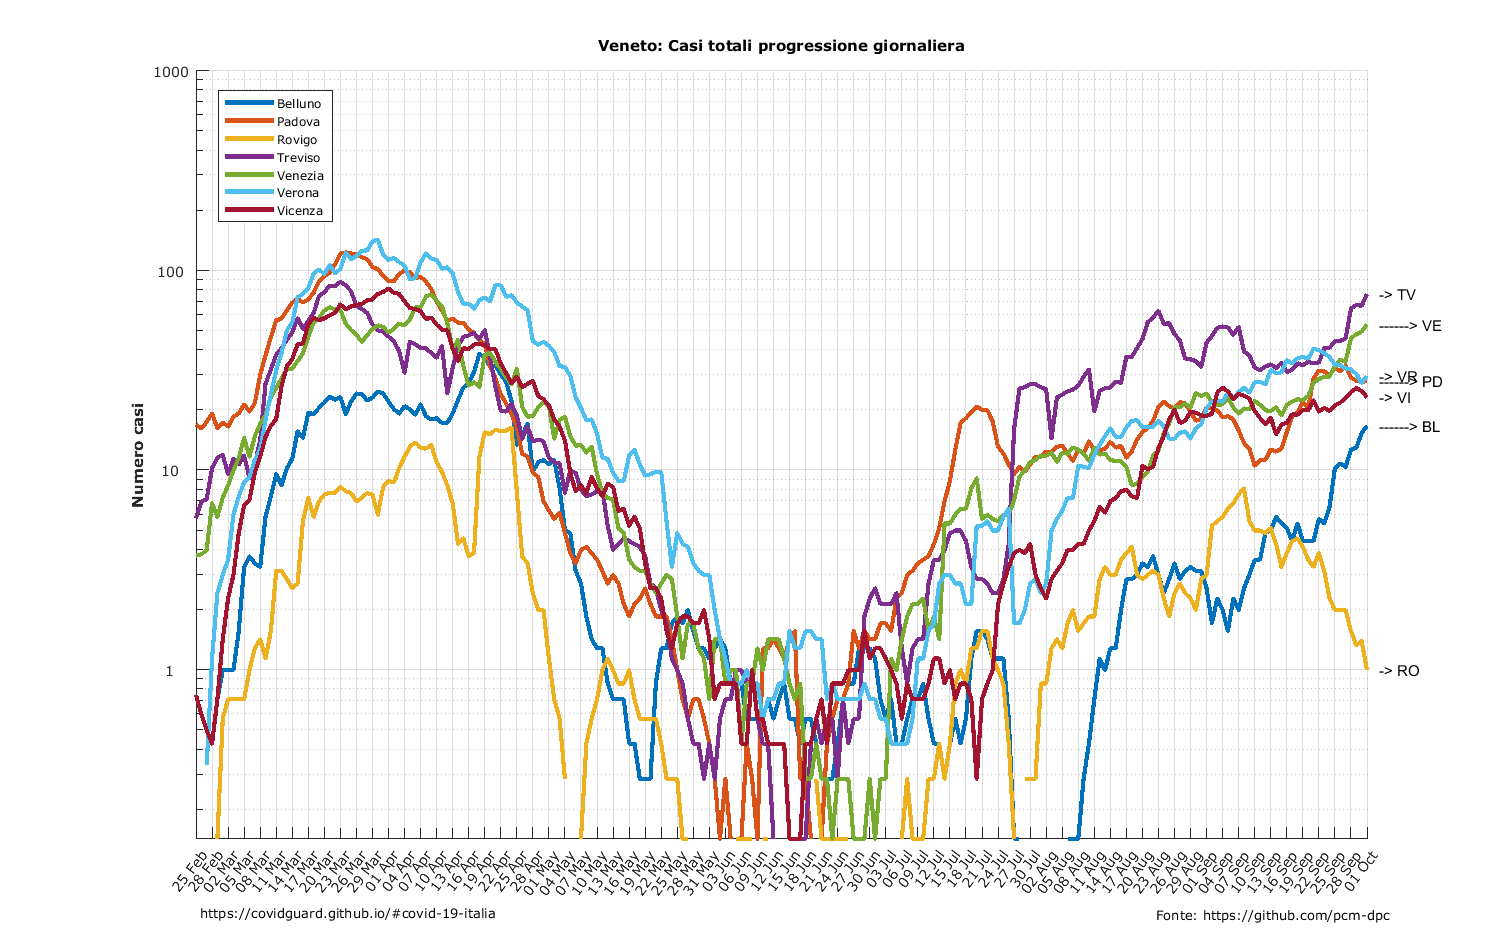 Veneto: Casi totali progressione giornaliera
1000
100
10
1
Numero casi
Belluno
Padova
Rovigo
Treviso
Venezia
Verona
Vicenza
-> TV
------> VE
-> VR
------> PD
-> VI
------> BL
-> RO
25 Feb
28 Feb
02 Mar
05 Mar
08 Mar
11 Mar
14 Mar
17 Mar
20 Mar
23 Mar
26 Mar
29 Mar
01 Apr
04 Apr
07 Apr
10 Apr
13 Apr
16 Apr
19 Apr
22 Apr
25 Apr
28 Apr
01 May
04 May
07 May
10 May
13 May
16 May
19 May
22 May
25 May
28 May
31 May
03 Jun
06 Jun
09 Jun
12 Jun
15 Jun
18 Jun
21 Jun
24 Jun
27 Jun
30 Jun
03 Jul
06 Jul
09 Jul
12 Jul
15 Jul
18 Jul
21 Jul
24 Jul
27 Jul
30 Jul
02 Aug
05 Aug
08 Aug
11 Aug
14 Aug
17 Aug
20 Aug
23 Aug
26 Aug
29 Aug
01 Sep
04 Sep
07 Sep
10 Sep
13 Sep
16 Sep
19 Sep
22 Sep
25 Sep
28 Sep
01 Oct
https://covidguard.github.io/#covid-19-italia
Fonte: https://github.com/pcm-dpc